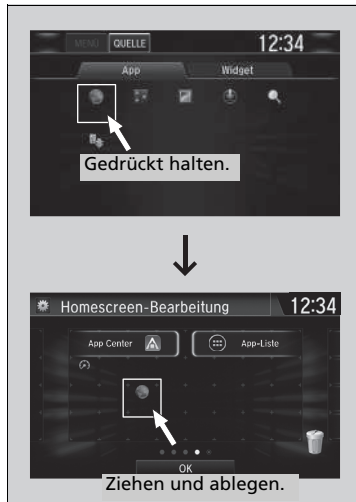 MENÜ QUELLE 12:34
App Widget
Gedrückt halten.
Homescreen-Bearbeitung 12:34
App Center App-Liste
OK
Ziehen und ablegen.